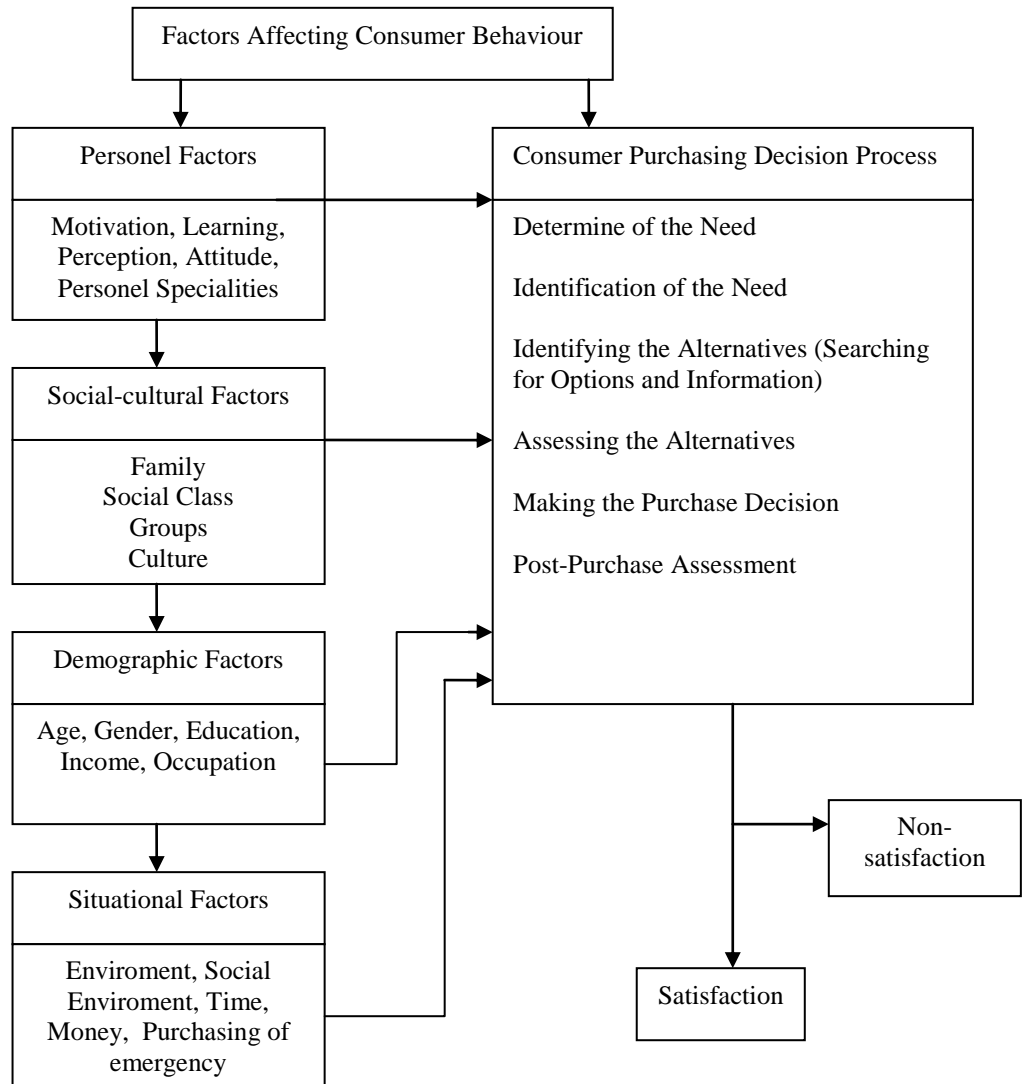 Factors Affecting Consumer Behaviour
Personel Factors
Motivation, Learning,
Perception, Attitude,
Personel Specialities
Social-cultural Factors
Family
Social Class
Groups
Culture
Demographic Factors
Age, Gender, Education,
Income, Occupation
Situational Factors
Enviroment, Social
Enviroment, Time,
Money, Purchasing of
emergency
Consumer Purchasing Decision Process
Determine of the Need
Identification of the Need
Identifying the Alternatives (Searching
for Options and Information)
Assessing the Alternatives
Making the Purchase Decision
Post-Purchase Assessment
Non-
satisfaction
Satisfaction